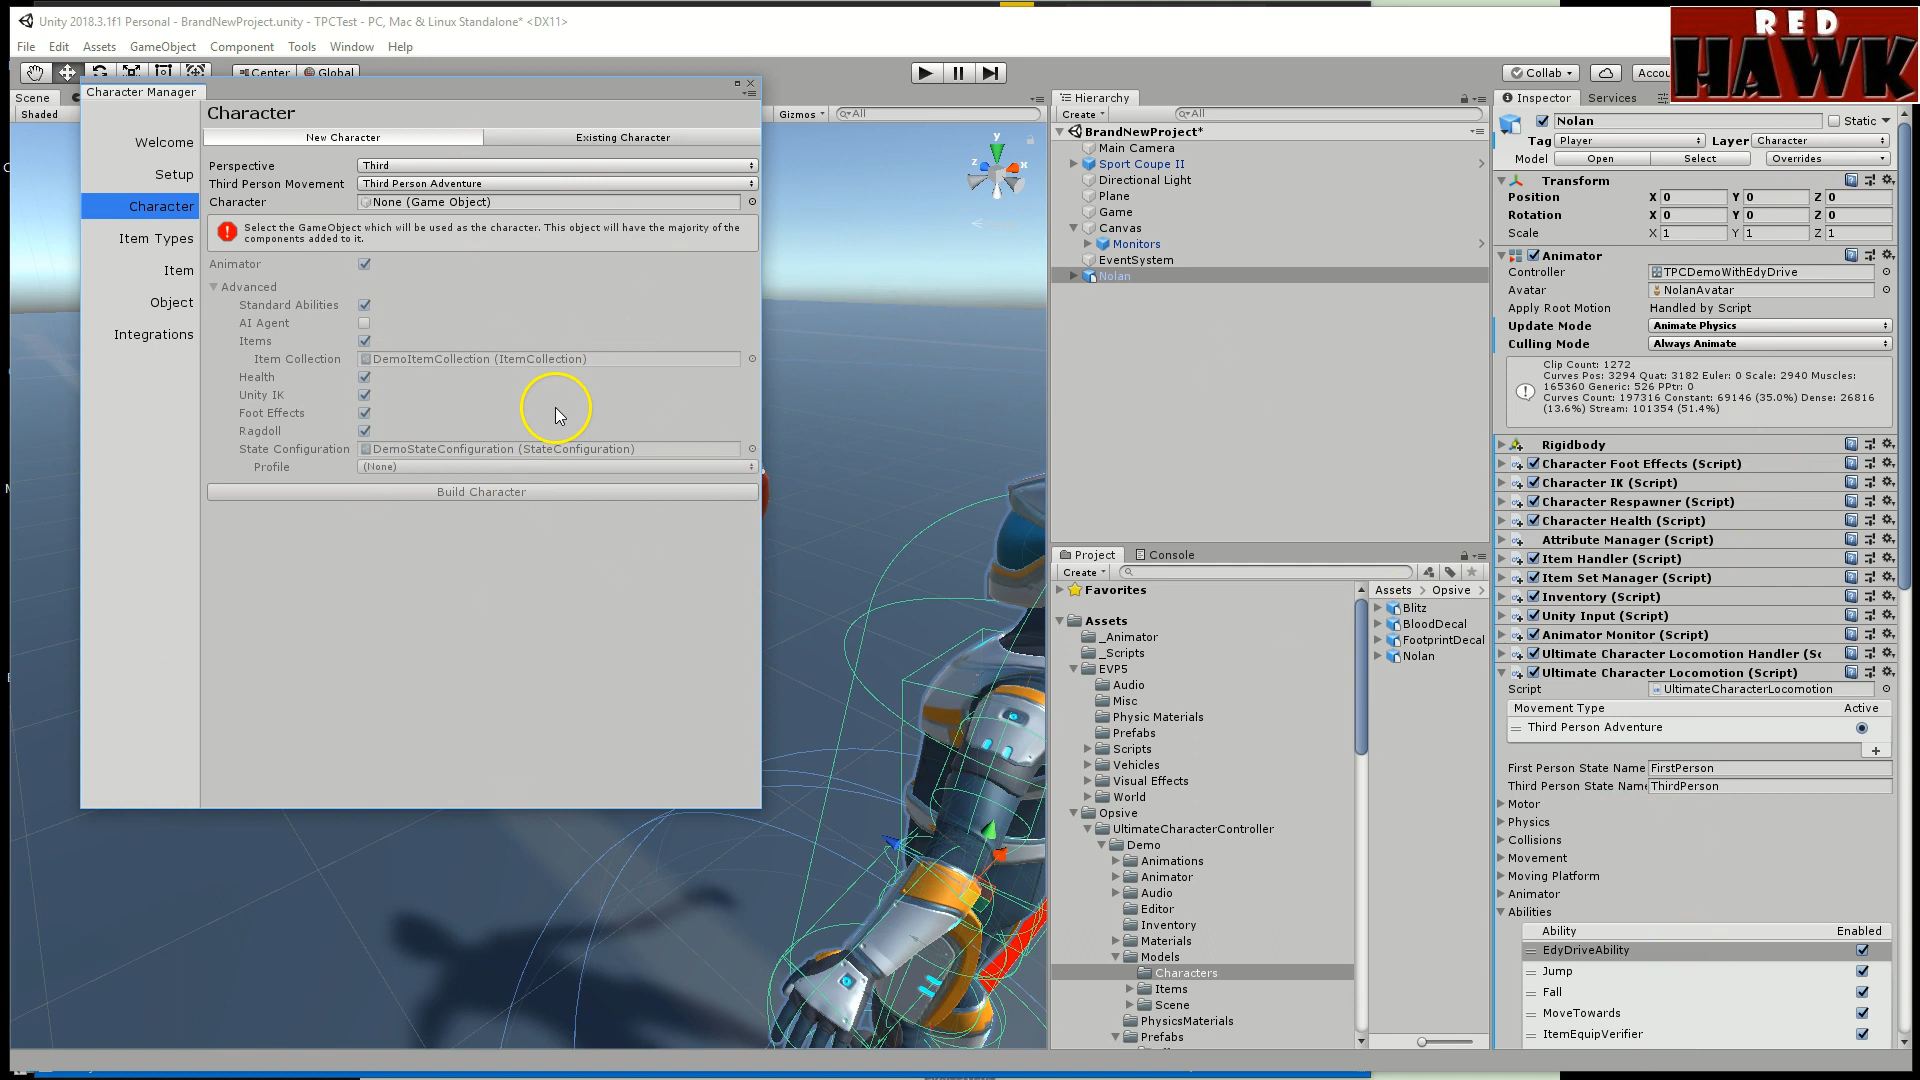 Unity 2018.3.1f1 Personal - BrandNewProject.unity - TPCTest - PC, Mac & Linux Standalone* <DX11>
RED
HAWK
File Edit Assets GameObject Component Tools Window Help
Center Global
Collab
Accou
Character Manager
Scene
Shaded
Gizmos
All
Welcome
Setup
Character
Item Types
Item
Object
Integrations
Character
New Character
Existing Character
Perspective Third
Third Person Movement Third Person Adventure
Character None (Game Object)
Select the GameObject which will be used as the character. This object will have the majority of the
components added to it.
Animator
Advanced
Standard Abilities
AI Agent
Items
Item Collection DemoItemCollection (ItemCollection)
Health
Unity IK
Foot Effects
Ragdoll
State Configuration DemoStateConfiguration (StateConfiguration)
Profile (None)
Build Character
y
z
x
Hierarchy
Create
All
BrandNewProject*
Main Camera
Sport Coupe II
Directional Light
Plane
Game
Canvas
Monitors
EventSystem
Nolan
Project Console
Create
Favorites
Assets
_Animator
_Scripts
EVP5
Audio
Misc
Physic Materials
Prefabs
Scripts
Vehicles
Visual Effects
World
Opsive
UltimateCharacterController
Demo
Animations
Animator
Audio
Editor
Inventory
Materials
Models
Characters
Items
Scene
PhysicsMaterials
Prefabs
Assets Opsive
Blitz
BloodDecal
FootprintDecal
Nolan
Inspector Services
Nolan Static
Tag Player Layer Character
Model Open Select Overrides
Transform
Position X 0 Y 0 Z 0
Rotation X 0 Y 0 Z 0
Scale X 1 Y 1 Z 1
Animator
Controller TPCDemoWithEdyDrive
Avatar NolanAvatar
Apply Root Motion Handled by Script
Update Mode Animate Physics
Culling Mode Always Animate
Clip Count: 1272
Curves Pos: 3294 Quat: 3182 Euler: 0 Scale: 2940 Muscles:
165360 Generic: 526 PPtr: 0
Curves Count: 197316 Constant: 69146 (35.0%) Dense: 26816
(13.6%) Stream: 101354 (51.4%)
Rigidbody
Character Foot Effects (Script)
Character IK (Script)
Character Respawner (Script)
Character Health (Script)
Attribute Manager (Script)
Item Handler (Script)
Item Set Manager (Script)
Inventory (Script)
Unity Input (Script)
Animator Monitor (Script)
Ultimate Character Locomotion Handler (Sc
Ultimate Character Locomotion (Script)
Script UltimateCharacterLocomotion
Movement Type Active
Third Person Adventure
First Person State Name FirstPerson
Third Person State Name ThirdPerson
Motor
Physics
Collisions
Movement
Moving Platform
Animator
Abilities
Ability Enabled
EdyDriveAbility
Jump
Fall
MoveTowards
ItemEquipVerifier